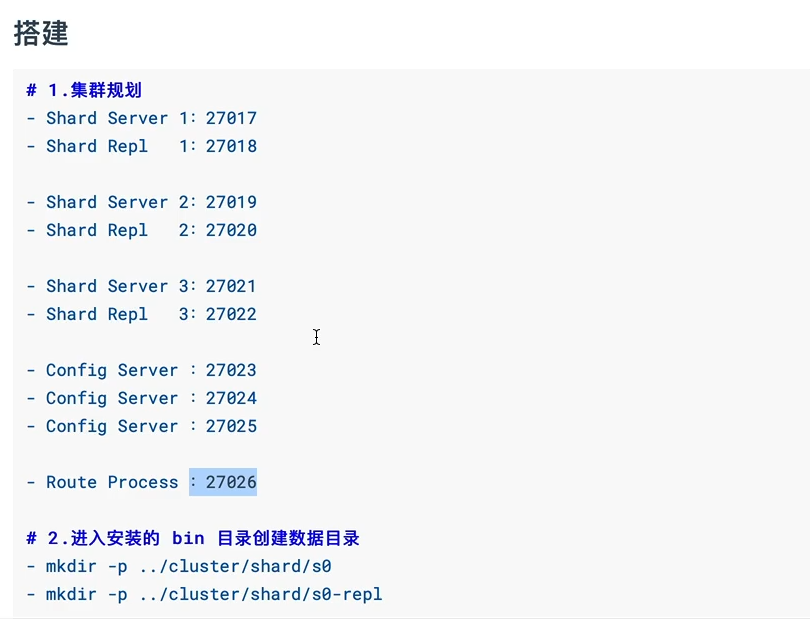 搭建
# 1.集群规划
- Shard Server 1：27017
- Shard Repl   1：27018
- Shard Server 2：27019
- Shard Repl   2：27020
- Shard Server 3：27021
- Shard Repl   3：27022
- Config Server ：27023
- Config Server ：27024
- Config Server ：27025
- Route Process ：27026
# 2.进入安装的 bin 目录创建数据目录
- mkdir -p ../cluster/shard/s0
- mkdir -p ../cluster/shard/s0-repl